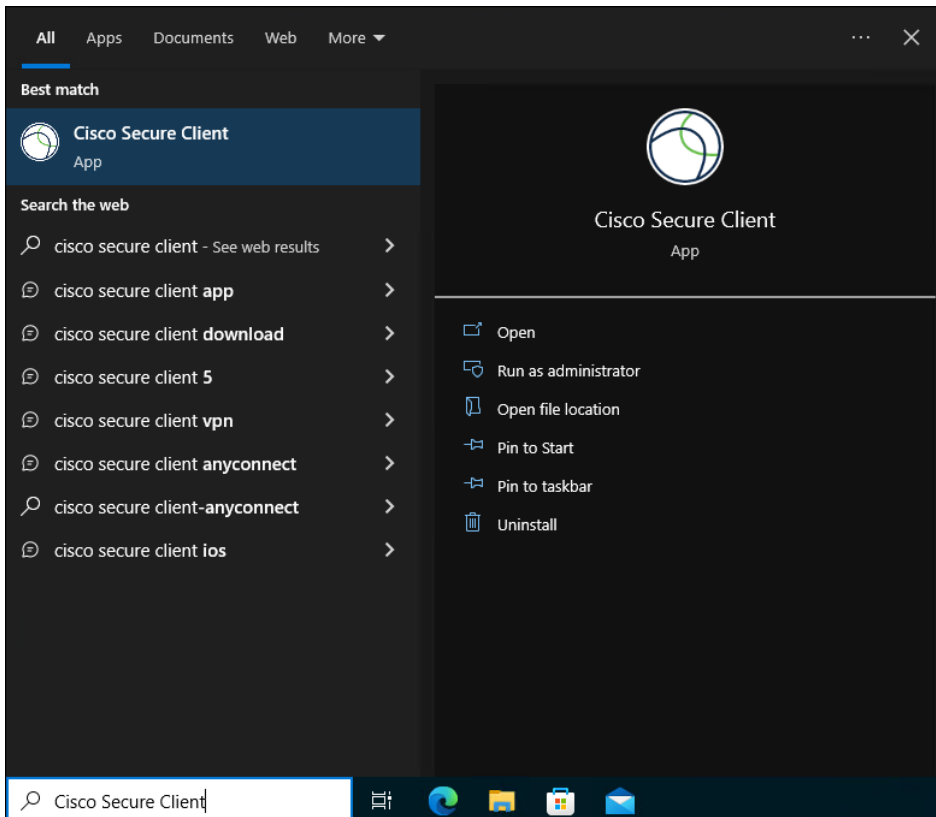 All Apps Documents Web More
Best match
Cisco Secure Client
App
Search the web
cisco secure client - See web results
cisco secure client app
cisco secure client download
cisco secure client 5
cisco secure client vpn
cisco secure client anyconnect
cisco secure client-anyconnect
cisco secure client ios
Cisco Secure Client
App
Open
Run as administrator
Open file location
Pin to Start
Pin to taskbar
Uninstall
Cisco Secure Client